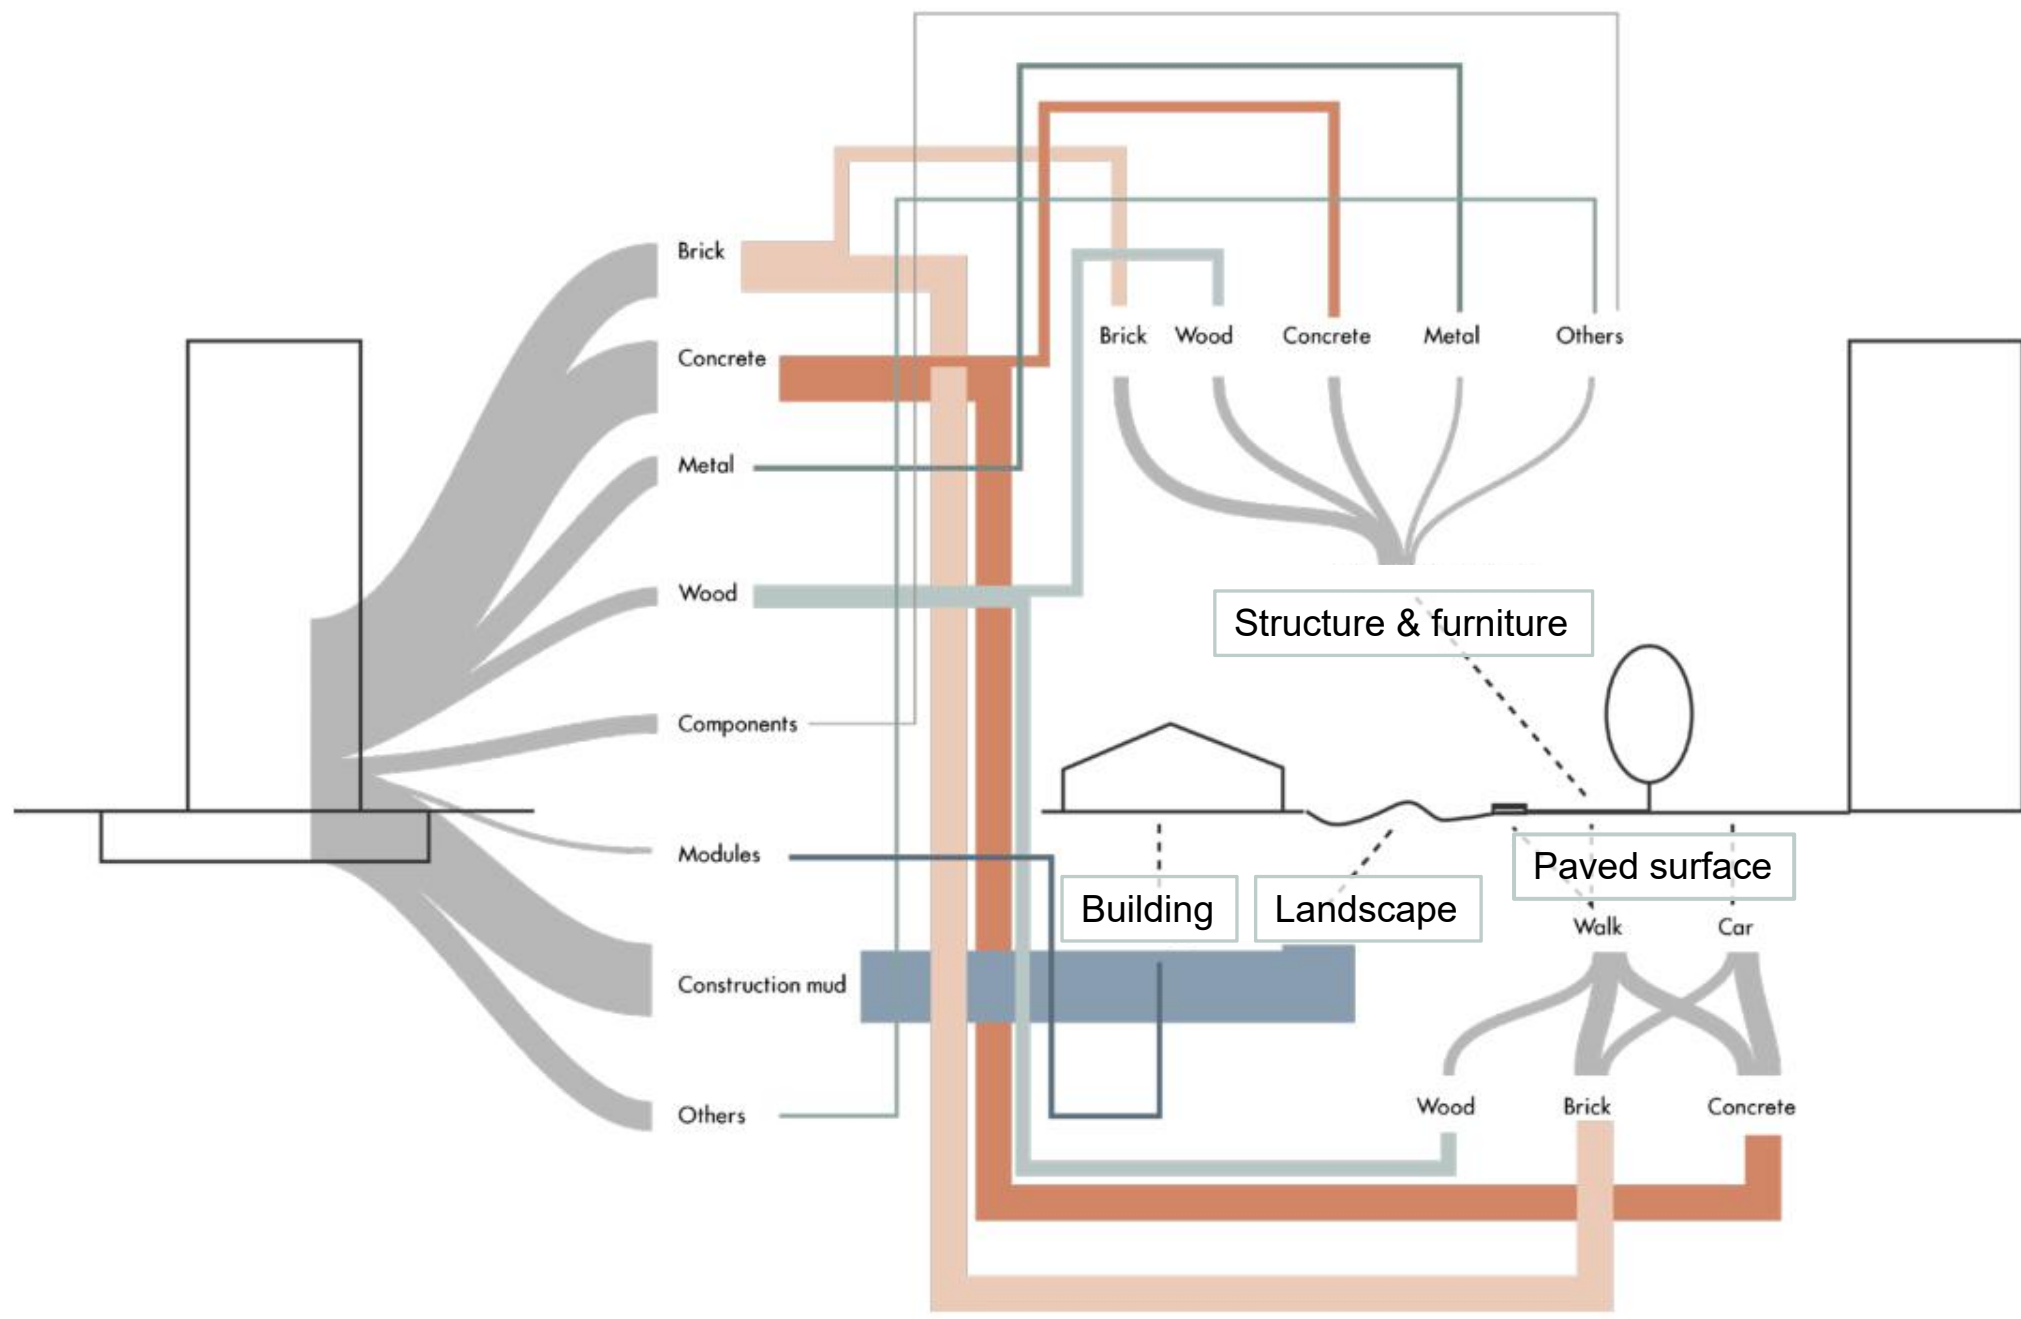 Brick
Concrete
Metal
Wood
Components
Modules
Construction mud
Others
Brick Wood Concrete Metal Others
Structure & furniture
Building
Landscape
Paved surface
Walk Car
Wood Brick Concrete